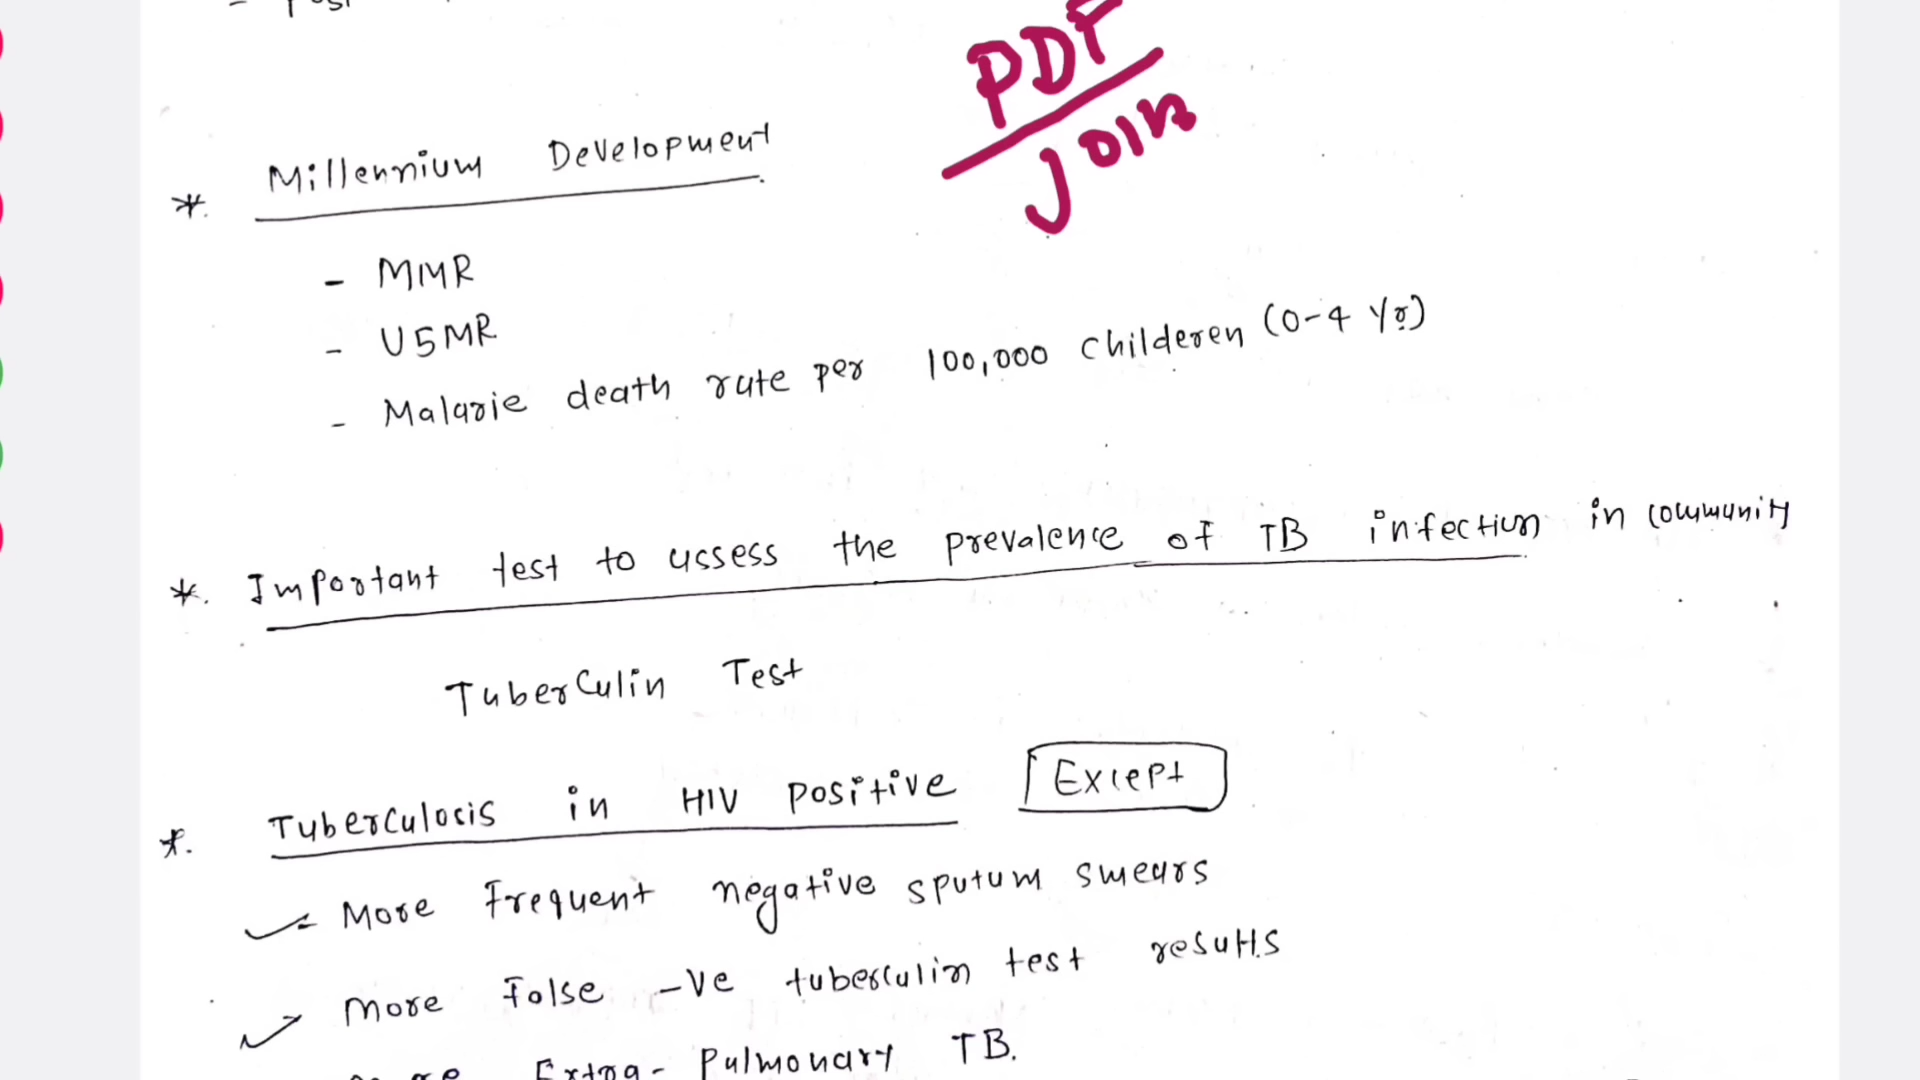 PDF
Join
*. Millennium Development
- MMR
- U5MR
- Malarie death rate per 100,000 childeren (0-4 Yr)
*. Important test to assess the prevalence of TB infection in community
Tuberculin Test
*. Tuberculosis in HIV positive Except
- More Frequent negative sputum smears
- More False -ve tuberculin test results
Extra- Pulmonary TB.